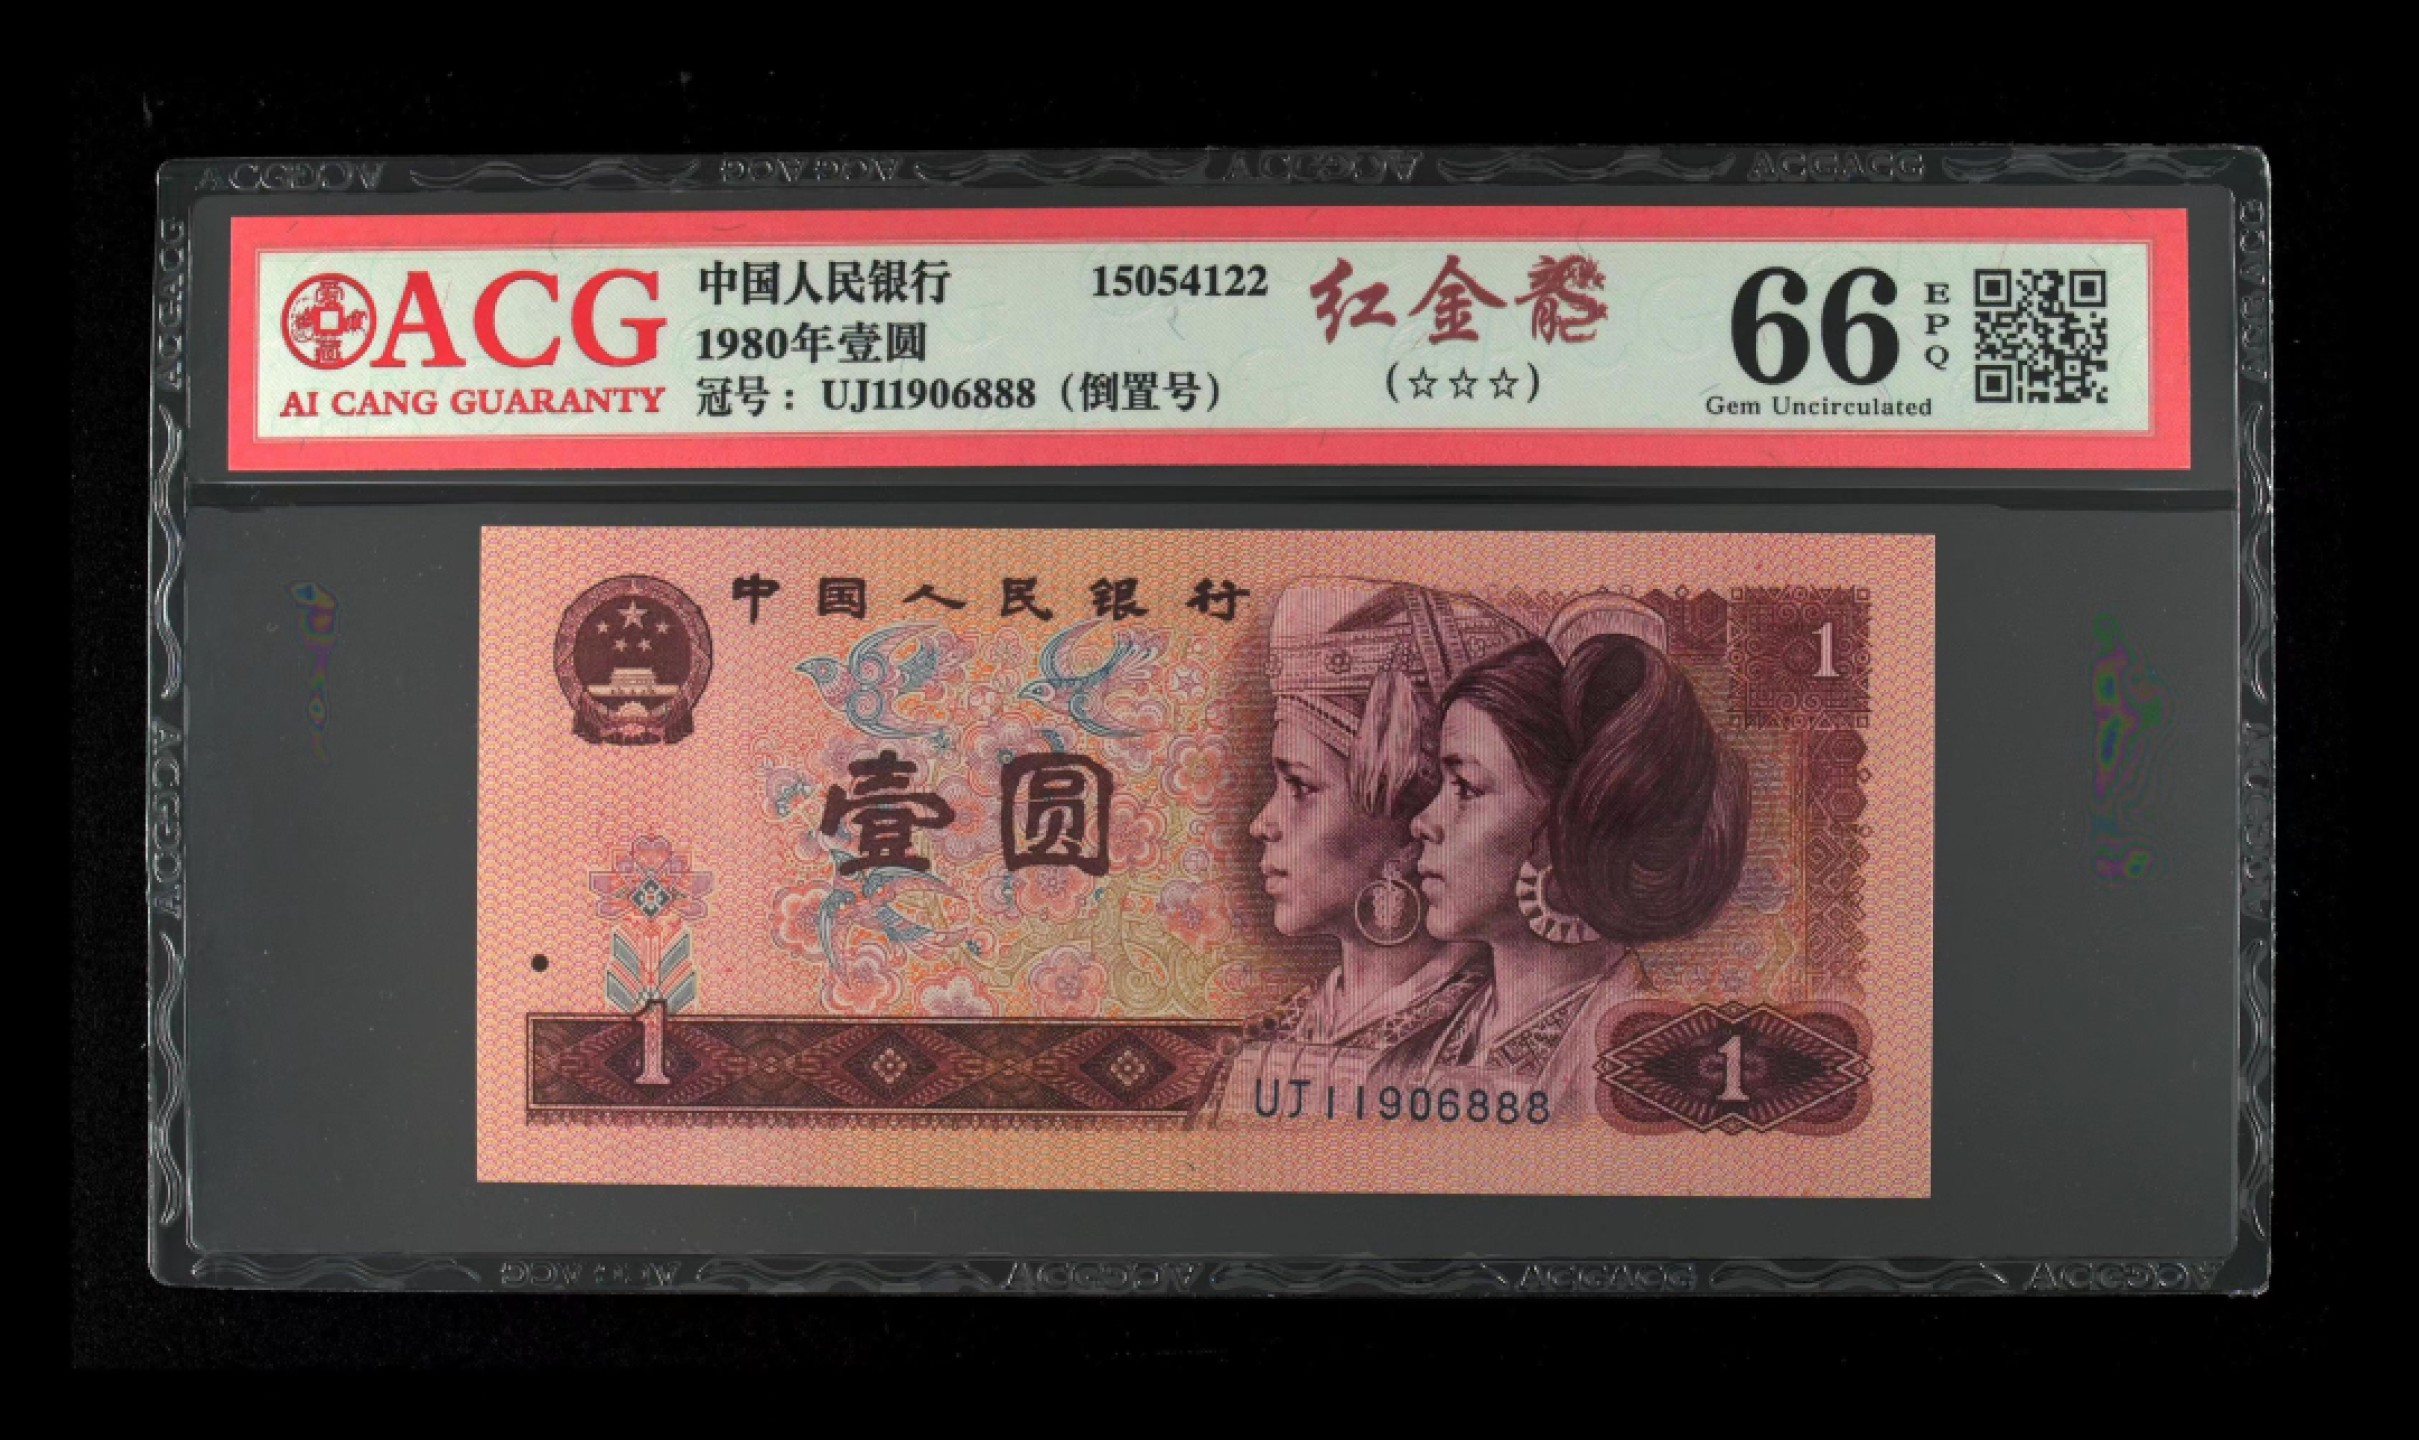 ACG
AI CANG GUARANTY
中国人民银行 15054122
1980年壹圆
冠号：UJ11906888（倒置号）
红金龍
(☆☆☆)
66
EPQ
Gem Uncirculated
中国人民银行
1
壹圆
1
1
UJ11906888